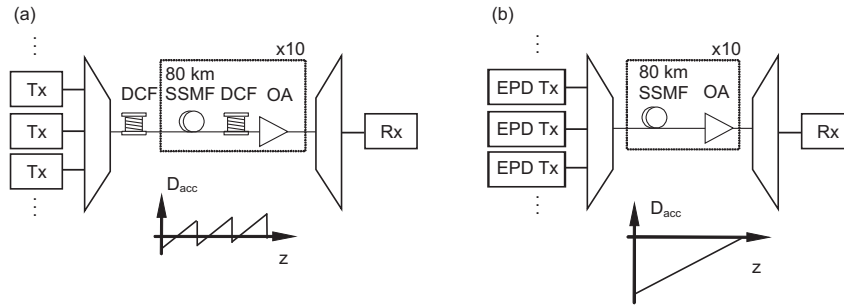 (a)
x10
80 km
DCF SSMF DCF OA
Tx
Tx
Tx
Rx
D_acc
z
(b)
x10
80 km
SSMF OA
EPD Tx
EPD Tx
EPD Tx
Rx
D_acc
z